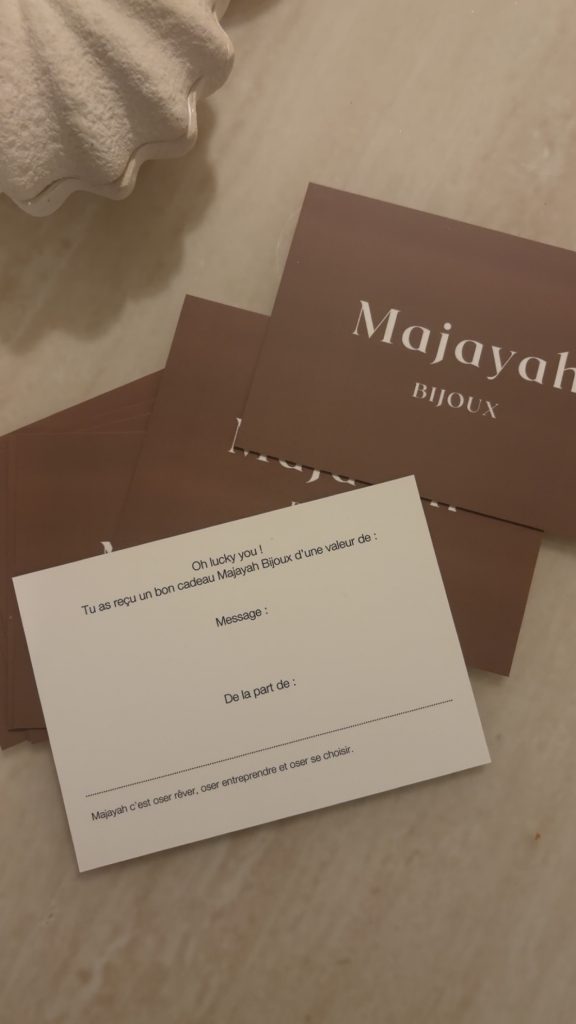 Majayah
BIJOUX
Oh lucky you !
Tu as reçu un bon cadeau Majayah Bijoux d'une valeur de :
Message :
De la part de :
Majayah c'est oser rêver, oser entreprendre et oser se choisir.